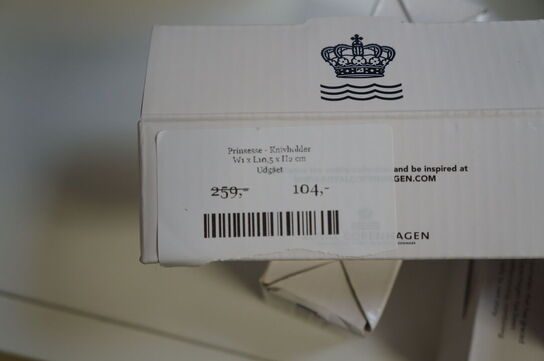 Prinsesse - Knivholder
W1 x L10,5 x H2 cm
Udgået
259,- 104,-
and be inspired at
GEN.COM
AGEN